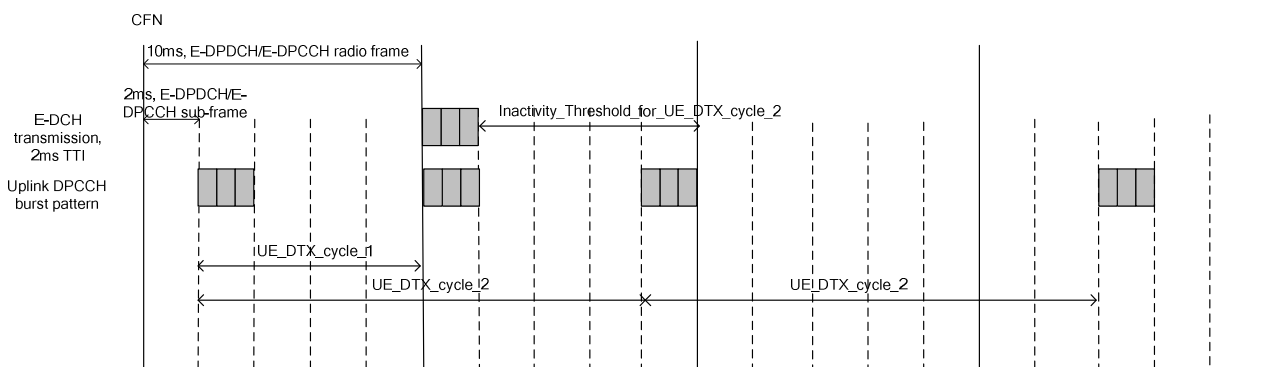 CFN
10ms, E-DPDCH/E-DPCCH radio frame
2ms, E-DPDCH/E-
DPCCH sub-frame
Inactivity_Threshold_for_UE_DTX_cycle_2
E-DCH
transmission,
2ms TTI
Uplink DPCCH
burst pattern
UE_DTX_cycle_1
UE_DTX_cycle_2
UE_DTX_cycle_2